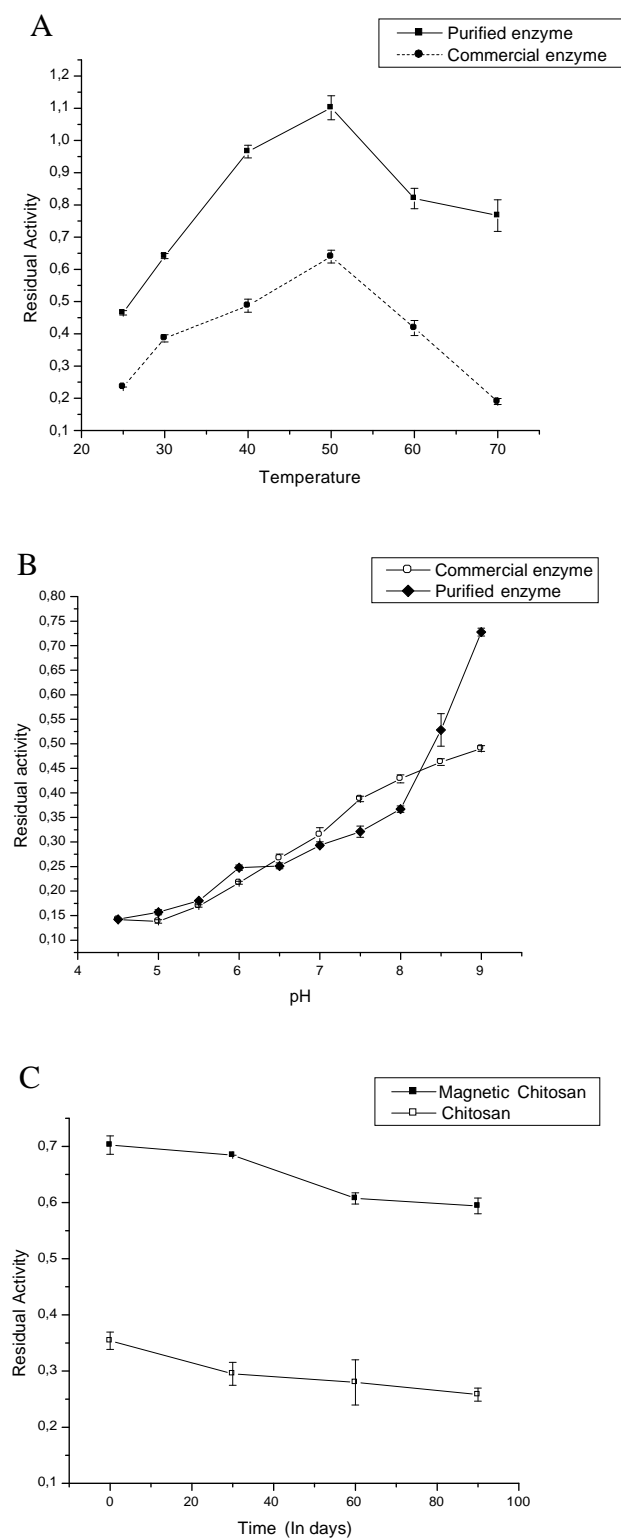 A
Purified enzyme
Commercial enzyme
1,2
1,1
1,0
0,9
0,8
0,7
0,6
0,5
0,4
0,3
0,2
0,1
Residual Activity
20 30 40 50 60 70
Temperature
B
Commercial enzyme
Purified enzyme
0,80
0,75
0,70
0,65
0,60
0,55
0,50
0,45
0,40
0,35
0,30
0,25
0,20
0,15
0,10
Residual activity
4 5 6 7 8 9
pH
C
Magnetic Chitosan
Chitosan
0,7
0,6
0,5
0,4
0,3
0,2
0,1
Residual Activity
0 20 40 60 80 100
Time (In days)